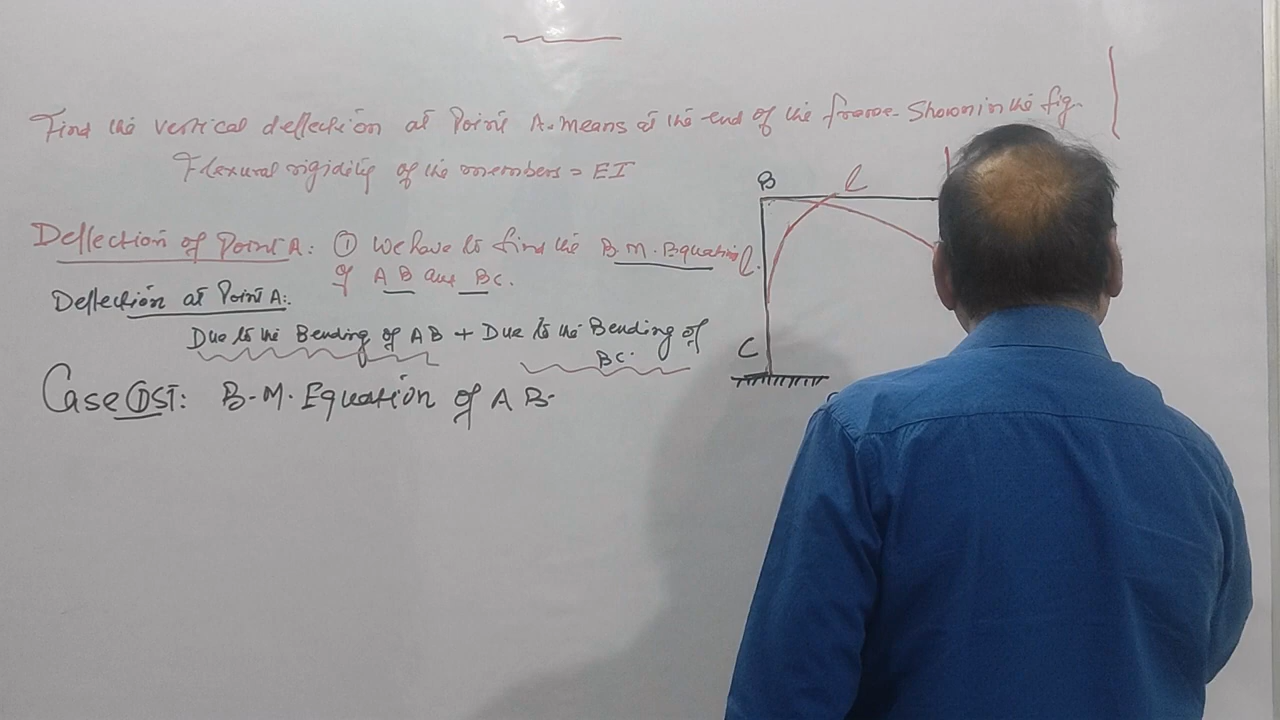 Find the vertical deflection at Point A. Means at the end of the frame. Shown in the fig.
Flexural rigidity of the members = EI
Deflection of Point A: ① We have to find the B.M. Equation
of AB and BC.
Deflection at Point A:
Due to the Bending of AB + Due to the Bending of
BC.
Case ① st: B.M. Equation of AB.
B
l
l
C